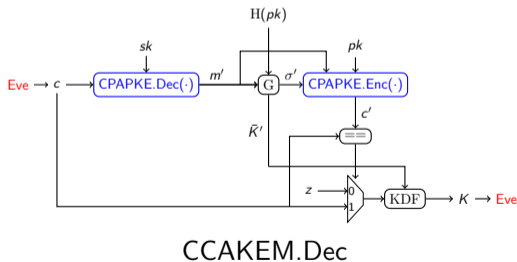 H(pk)
sk
pk
Eve → c → CPAPKE.Dec(·) m′ G σ′ CPAPKE.Enc(·)
c′
K̄′
==
z 0
1 KDF → K → Eve
CCAKEM.Dec